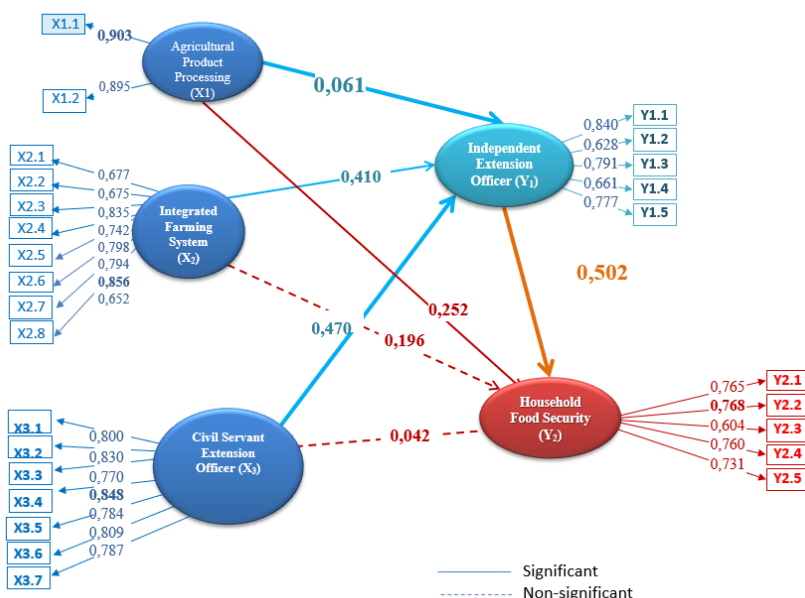 X1.1
0,903
Agricultural
Product
Processing
(X1)
0,895
X1.2
0,061
X2.1
X2.2
X2.3
X2.4
X2.5
X2.6
X2.7
X2.8
0,677
0,675
0,835
0,742
0,798
0,794
0,856
0,652
Integrated
Farming
System
(X₂)
0,410
Independent
Extension
Officer (Y₁)
0,840
0,628
0,791
0,661
0,777
Y1.1
Y1.2
Y1.3
Y1.4
Y1.5
0,502
0,252
0,470
0,196
X3.1
X3.2
X3.3
X3.4
X3.5
X3.6
X3.7
0,800
0,830
0,770
0,848
0,784
0,809
0,787
Civil Servant
Extension
Officer (X₃)
0,042
Household
Food Security
(Y₂)
0,765
0,768
0,604
0,760
0,731
Y2.1
Y2.2
Y2.3
Y2.4
Y2.5
Significant
Non-significant